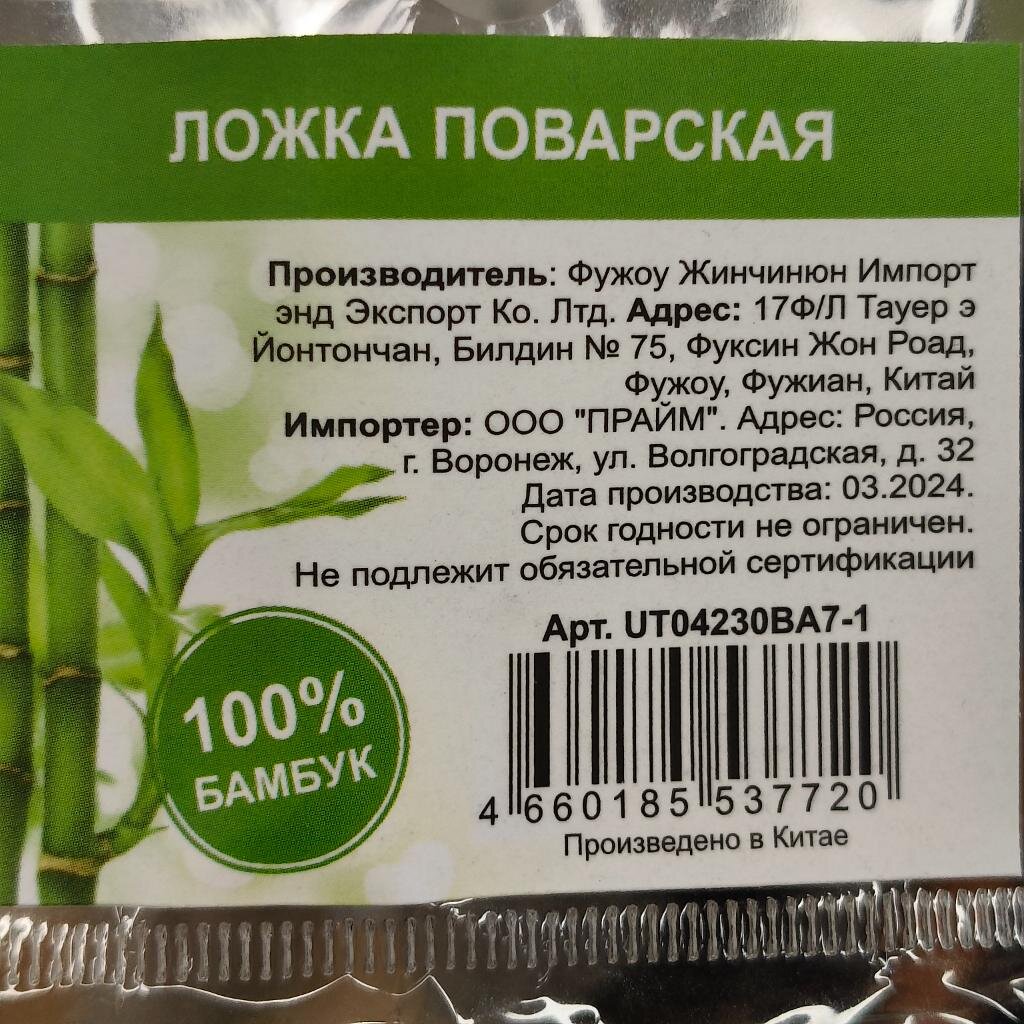 ЛОЖКА ПОВАРСКАЯ
Производитель: Фужоу Жинчинюн Импорт
энд Экспорт Ко. Лтд. Адрес: 17Ф/Л Тауер э
Йонтончан, Билдин № 75, Фуксин Жон Роад,
Фужоу, Фужиан, Китай
Импортер: ООО "ПРАЙМ". Адрес: Россия,
г. Воронеж, ул. Волгоградская, д. 32
Дата производства: 03.2024.
Срок годности не ограничен.
Не подлежит обязательной сертификации
Арт. UT04230BA7-1
100%
БАМБУК
4 660185 537720
Произведено в Китае